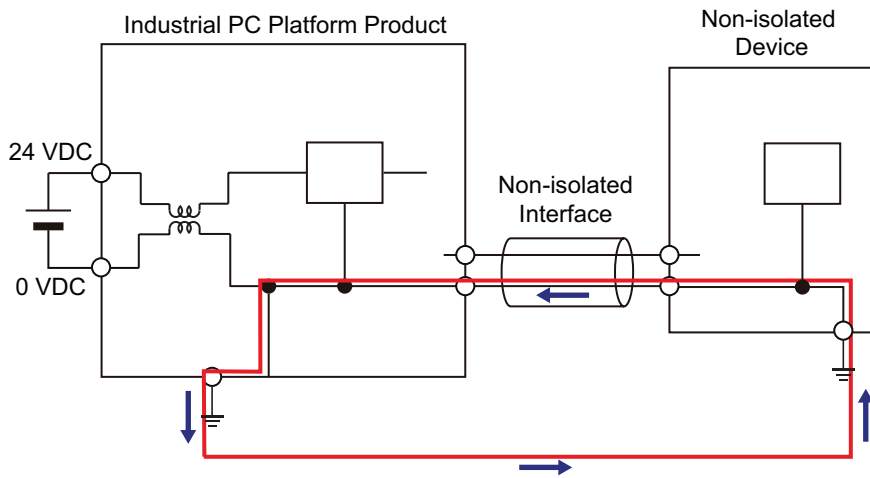 Industrial PC Platform Product
Non-isolated
Device
24 VDC
Non-isolated
Interface
0 VDC